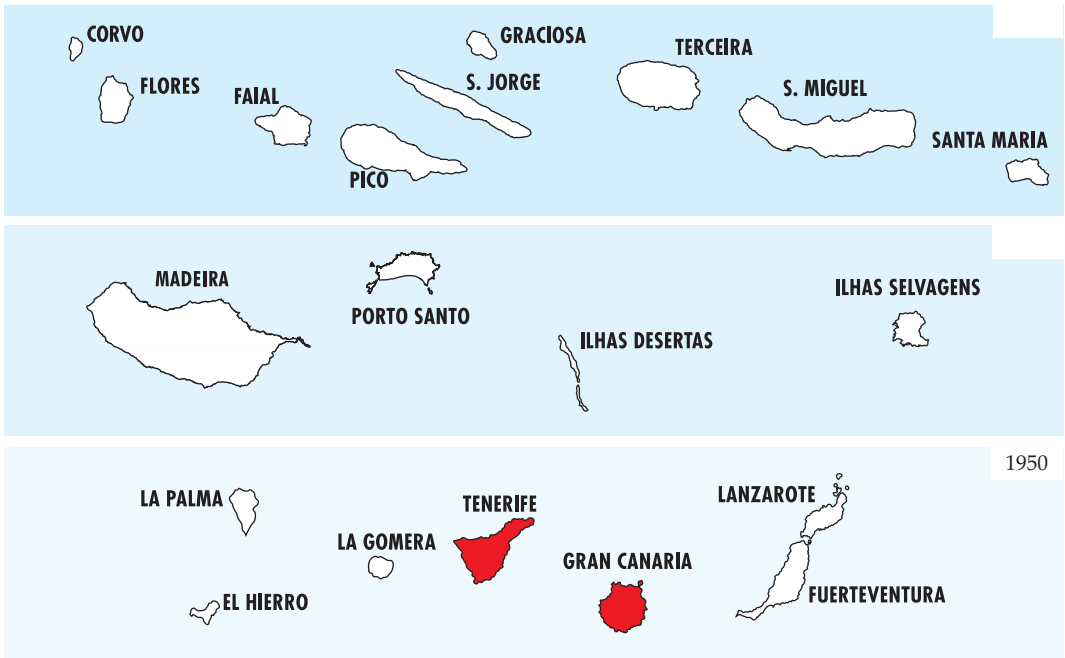 CORVO
FLORES
FAIAL
PICO
GRACIOSA
S. JORGE
TERCEIRA
S. MIGUEL
SANTA MARIA
MADEIRA
PORTO SANTO
ILHAS DESERTAS
ILHAS SELVAGENS
1950
LA PALMA
EL HIERRO
LA GOMERA
TENERIFE
GRAN CANARIA
LANZAROTE
FUERTEVENTURA